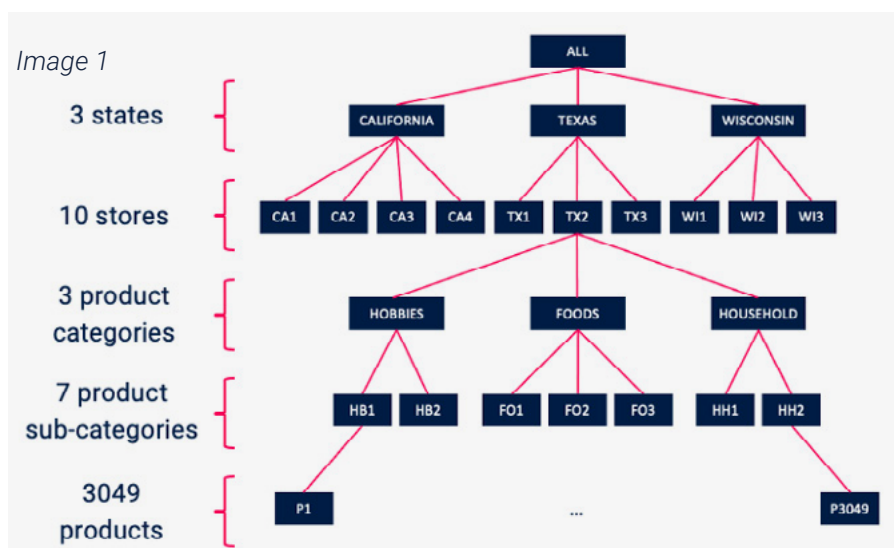 Image 1
ALL
3 states
CALIFORNIA TEXAS WISCONSIN
10 stores
CA1 CA2 CA3 CA4 TX1 TX2 TX3 WI1 WI2 WI3
3 product
categories
HOBBIES FOODS HOUSEHOLD
7 product
sub-categories
HB1 HB2 FO1 FO2 FO3 HH1 HH2
3049
products
P1 ... P3049